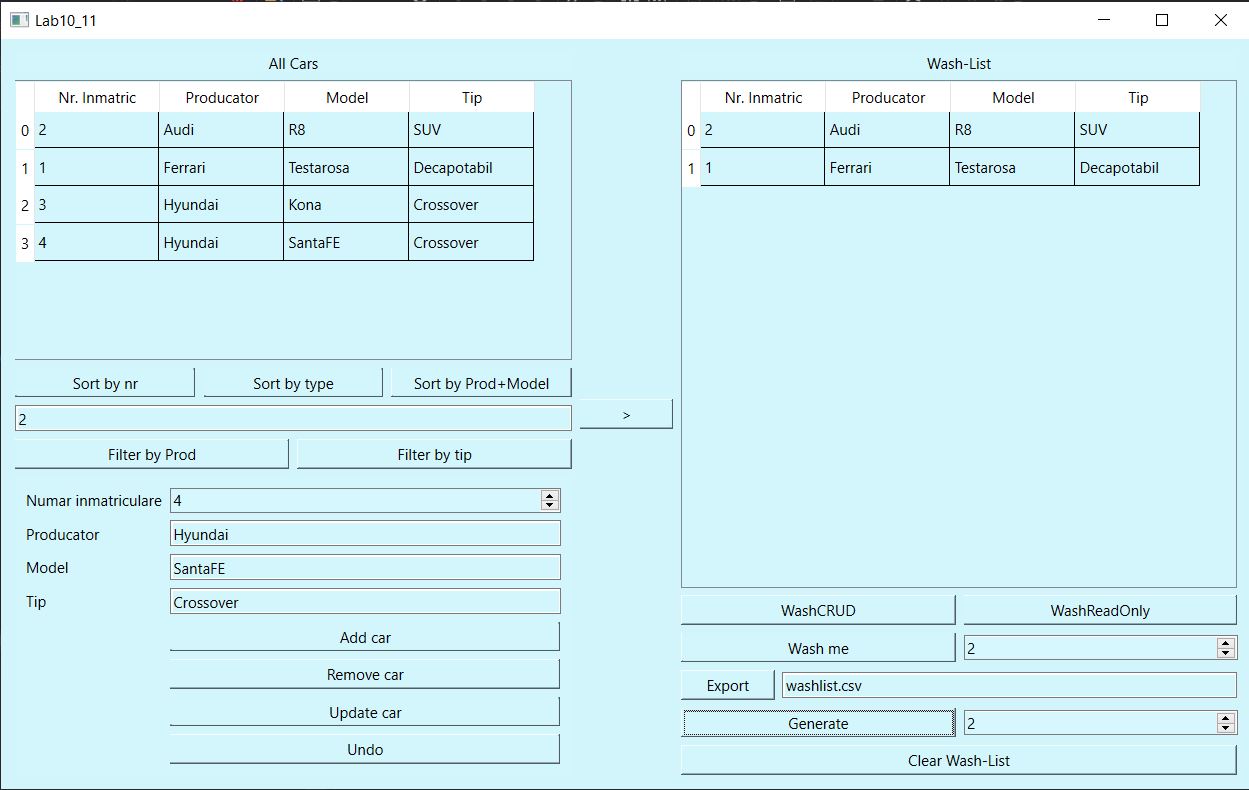 Lab10_11
All Cars
Nr. Inmatric Producator Model Tip
0 2 Audi R8 SUV
1 1 Ferrari Testarosa Decapotabil
2 3 Hyundai Kona Crossover
3 4 Hyundai SantaFE Crossover
Sort by nr Sort by type Sort by Prod+Model
2
Filter by Prod Filter by tip
Numar inmatriculare 4
Producator Hyundai
Model SantaFE
Tip Crossover
Add car
Remove car
Update car
Undo
>
Wash-List
Nr. Inmatric Producator Model Tip
0 2 Audi R8 SUV
1 1 Ferrari Testarosa Decapotabil
WashCRUD WashReadOnly
Wash me 2
Export washlist.csv
Generate 2
Clear Wash-List